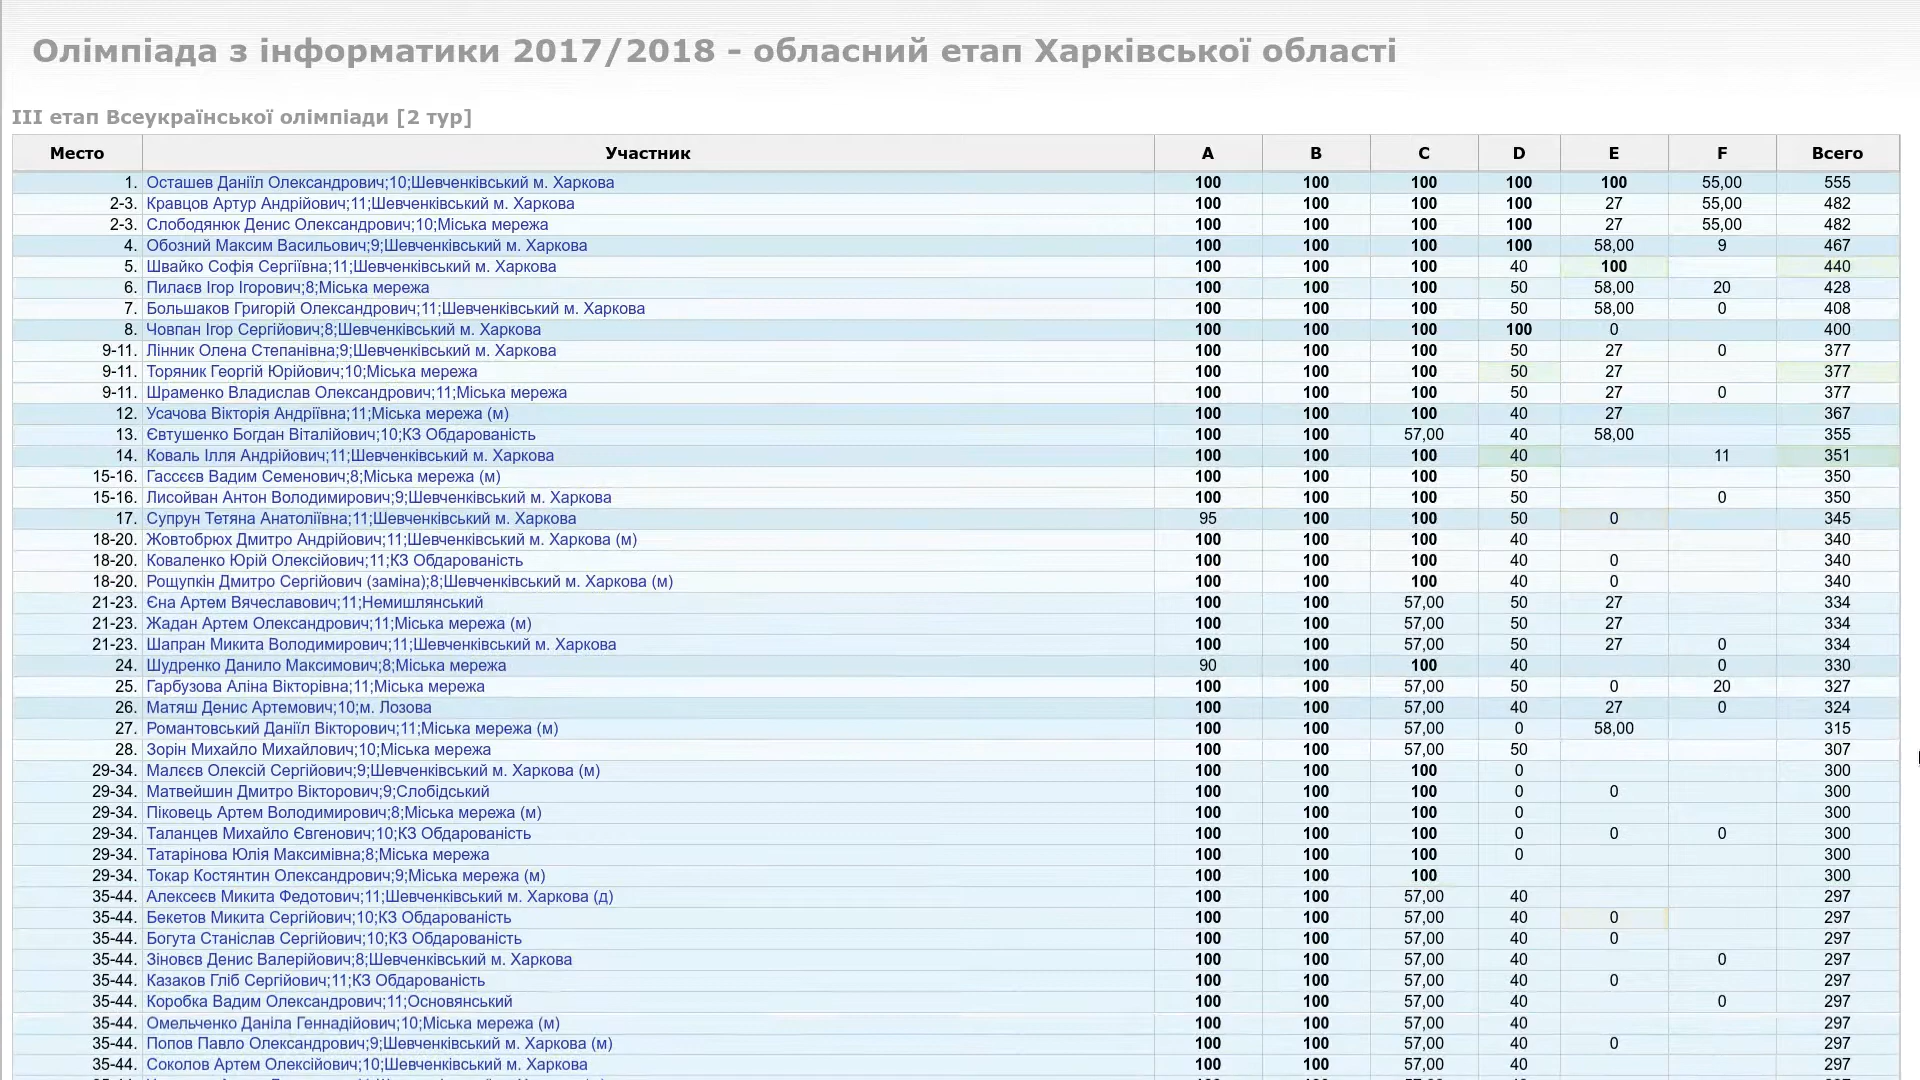 Олімпіада з інформатики 2017/2018 - обласний етап Харківської області
III етап Всеукраїнської олімпіади [2 тур]
Место Участник A B C D E F Всего
1. Осташев Даніїл Олександрович;10;Шевченківський м. Харкова 100 100 100 100 100 55,00 555
2-3. Кравцов Артур Андрійович;11;Шевченківський м. Харкова 100 100 100 100 27 55,00 482
2-3. Слободянюк Денис Олександрович;10;Міська мережа 100 100 100 100 27 55,00 482
4. Обозний Максим Васильович;9;Шевченківський м. Харкова 100 100 100 100 58,00 9 467
5. Швайко Софія Сергіївна;11;Шевченківський м. Харкова 100 100 100 40 100 440
6. Пилаєв Ігор Ігорович;8;Міська мережа 100 100 100 50 58,00 20 428
7. Большаков Григорій Олександрович;11;Шевченківський м. Харкова 100 100 100 50 58,00 0 408
8. Човпан Ігор Сергійович;8;Шевченківський м. Харкова 100 100 100 100 0 400
9-11. Лінник Олена Степанівна;9;Шевченківський м. Харкова 100 100 100 50 27 0 377
9-11. Торяник Георгій Юрійович;10;Міська мережа 100 100 100 50 27 377
9-11. Шраменко Владислав Олександрович;11;Міська мережа 100 100 100 50 27 0 377
12. Усачова Вікторія Андріївна;11;Міська мережа (м) 100 100 100 40 27 367
13. Євтушенко Богдан Віталійович;10;КЗ Обдарованість 100 100 57,00 40 58,00 355
14. Коваль Ілля Андрійович;11;Шевченківський м. Харкова 100 100 100 40 11 351
15-16. Гассєєв Вадим Семенович;8;Міська мережа (м) 100 100 100 50 350
15-16. Лисойван Антон Володимирович;9;Шевченківський м. Харкова 100 100 100 50 0 350
17. Супрун Тетяна Анатоліївна;11;Шевченківський м. Харкова 95 100 100 50 0 345
18-20. Жовтобрюх Дмитро Андрійович;11;Шевченківський м. Харкова (м) 100 100 100 40 340
18-20. Коваленко Юрій Олексійович;11;КЗ Обдарованість 100 100 100 40 0 340
18-20. Рощупкін Дмитро Сергійович (заміна);8;Шевченківський м. Харкова (м) 100 100 100 40 0 340
21-23. Єна Артем Вячеславович;11;Немишлянський 100 100 57,00 50 27 334
21-23. Жадан Артем Олександрович;11;Міська мережа (м) 100 100 57,00 50 27 334
21-23. Шапран Микита Володимирович;11;Шевченківський м. Харкова 100 100 57,00 50 27 0 334
24. Шудренко Данило Максимович;8;Міська мережа 90 100 100 40 0 330
25. Гарбузова Аліна Вікторівна;11;Міська мережа 100 100 57,00 50 0 20 327
26. Матяш Денис Артемович;10;м. Лозова 100 100 57,00 40 27 0 324
27. Романтовський Даніїл Вікторович;11;Міська мережа (м) 100 100 57,00 0 58,00 315
28. Зорін Михайло Михайлович;10;Міська мережа 100 100 57,00 50 307
29-34. Малєєв Олексій Сергійович;9;Шевченківський м. Харкова (м) 100 100 100 0 300
29-34. Матвейшин Дмитро Вікторович;9;Слобідський 100 100 100 0 0 300
29-34. Піковець Артем Володимирович;8;Міська мережа (м) 100 100 100 0 300
29-34. Таланцев Михайло Євгенович;10;КЗ Обдарованість 100 100 100 0 0 0 300
29-34. Татарінова Юлія Максимівна;8;Міська мережа 100 100 100 0 300
29-34. Токар Костянтин Олександрович;9;Міська мережа (м) 100 100 100 300
35-44. Алексеєв Микита Федотович;11;Шевченківський м. Харкова (д) 100 100 57,00 40 297
35-44. Бекетов Микита Сергійович;10;КЗ Обдарованість 100 100 57,00 40 0 297
35-44. Богута Станіслав Сергійович;10;КЗ Обдарованість 100 100 57,00 40 0 297
35-44. Зіновєв Денис Валерійович;8;Шевченківський м. Харкова 100 100 57,00 40 0 297
35-44. Казаков Гліб Сергійович;11;КЗ Обдарованість 100 100 57,00 40 0 297
35-44. Коробка Вадим Олександрович;11;Основянський 100 100 57,00 40 0 297
35-44. Омельченко Даніла Геннадійович;10;Міська мережа (м) 100 100 57,00 40 297
35-44. Попов Павло Олександрович;9;Шевченківський м. Харкова (м) 100 100 57,00 40 0 297
35-44. Соколов Артем Олексійович;10;Шевченківський м. Харкова 100 100 57,00 40 297